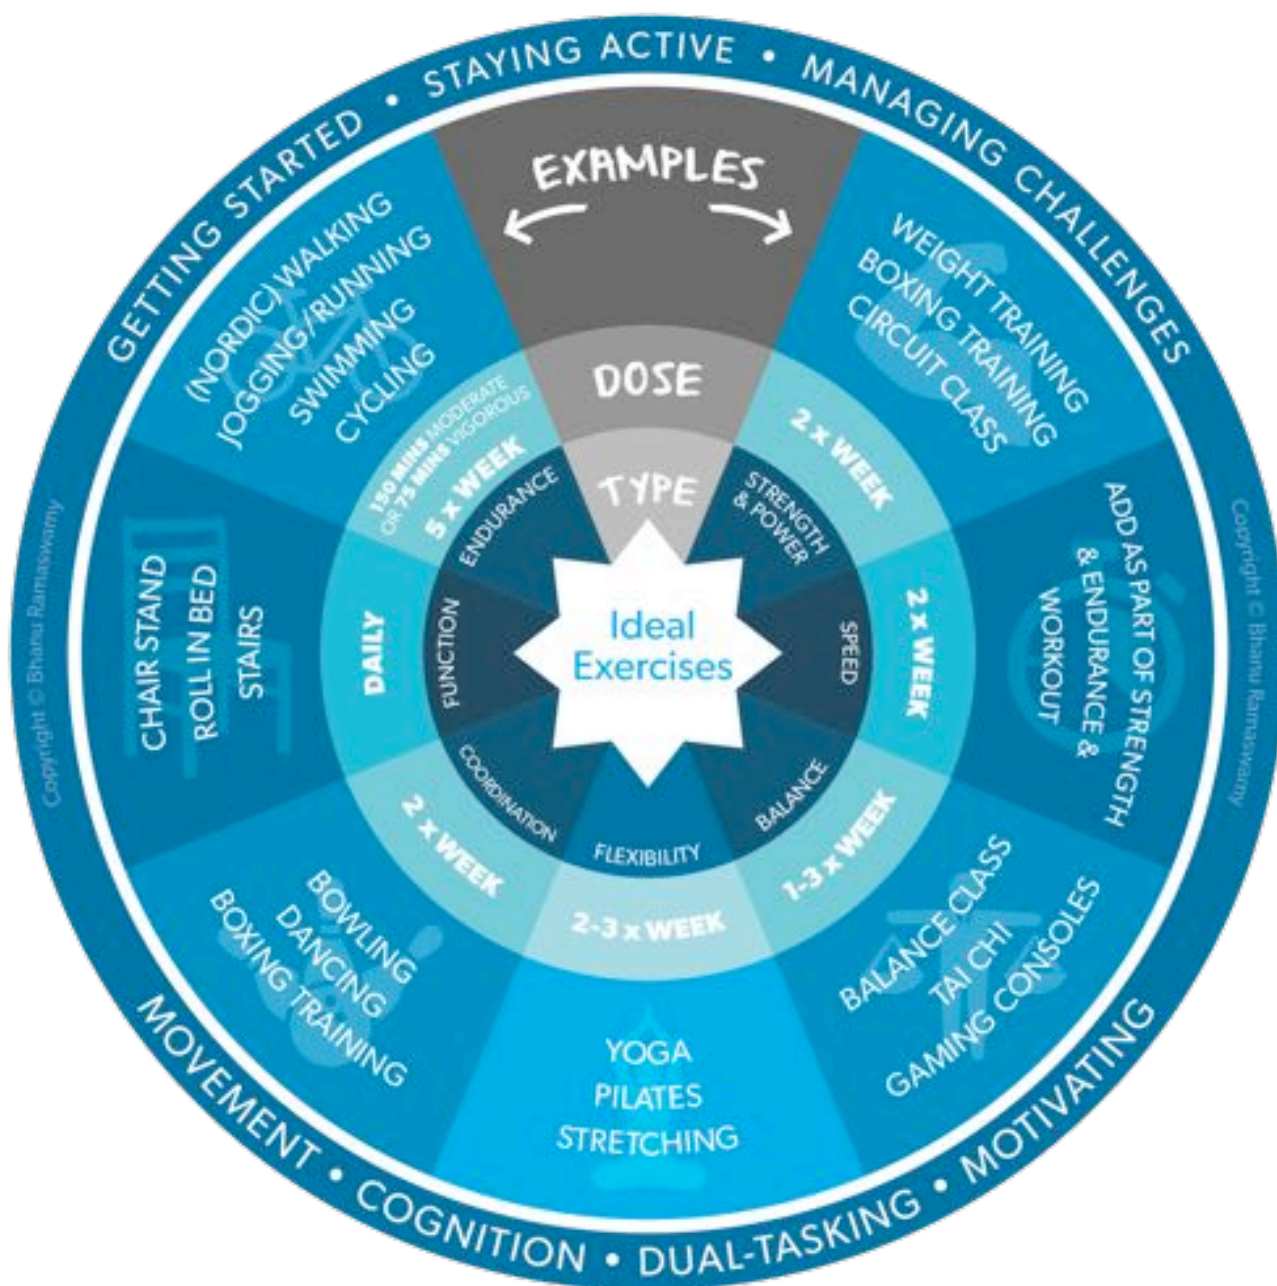 GETTING STARTED • STAYING ACTIVE • MANAGING CHALLENGES
EXAMPLES
DOSE
TYPE
Ideal
Exercises
STRENGTH
& POWER
2 x WEEK
WEIGHT TRAINING
BOXING TRAINING
CIRCUIT CLASS
SPEED
2 x WEEK
ADD AS PART OF STRENGTH
& ENDURANCE &
WORKOUT
BALANCE
1-3 x WEEK
BALANCE CLASS
TAI CHI
GAMING CONSOLES
FLEXIBILITY
2-3 x WEEK
YOGA
PILATES
STRETCHING
COORDINATION
2 x WEEK
BOWLING
DANCING
BOXING TRAINING
FUNCTION
DAILY
CHAIR STAND
ROLL IN BED
STAIRS
ENDURANCE
150 MINS MODERATE
OR 75 MINS VIGOROUS
5 x WEEK
(NORDIC) WALKING
JOGGING/RUNNING
SWIMMING
CYCLING
MOVEMENT • COGNITION • DUAL-TASKING • MOTIVATING
Copyright © Bhanu Ramaswamy
Copyright © Bhanu Ramaswamy